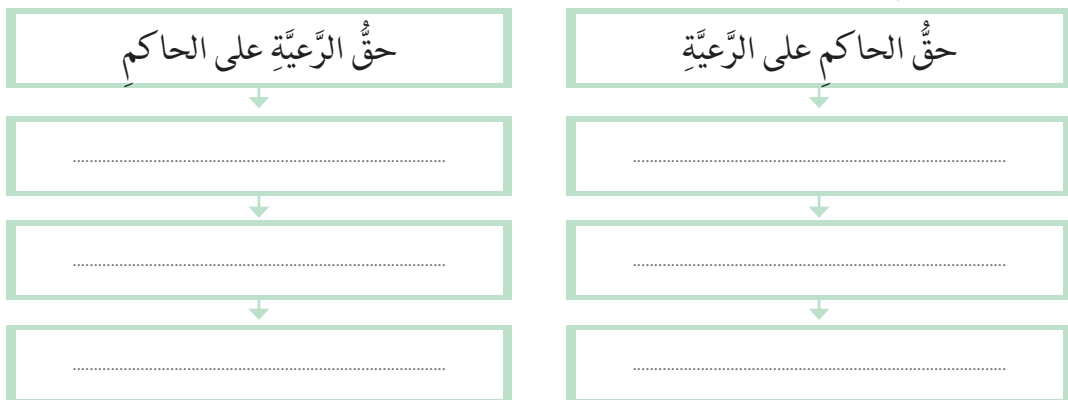 حقُّ الحاكمِ على الرَّعيَّةِ
حقُّ الرَّعيَّةِ على الحاكمِ